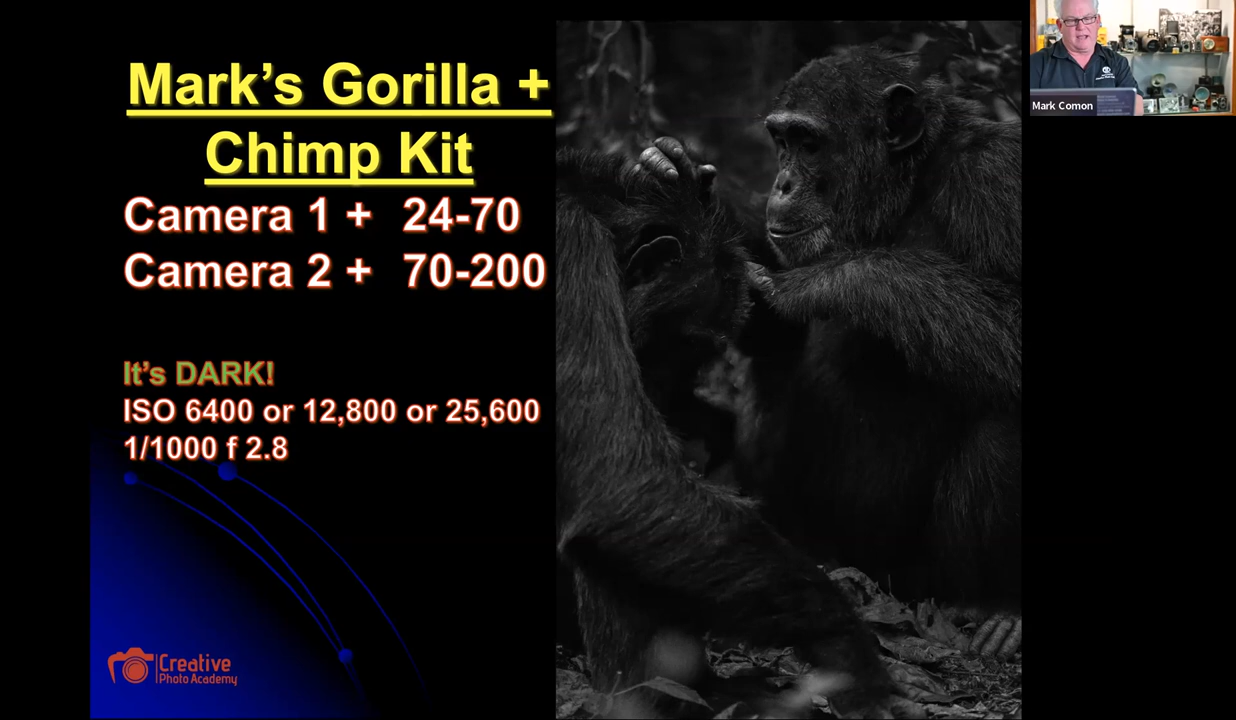 Mark's Gorilla +
Chimp Kit
Camera 1 + 24-70
Camera 2 + 70-200
It's DARK!
ISO 6400 or 12,800 or 25,600
1/1000 f 2.8
Creative
Photo Academy
Mark Comon